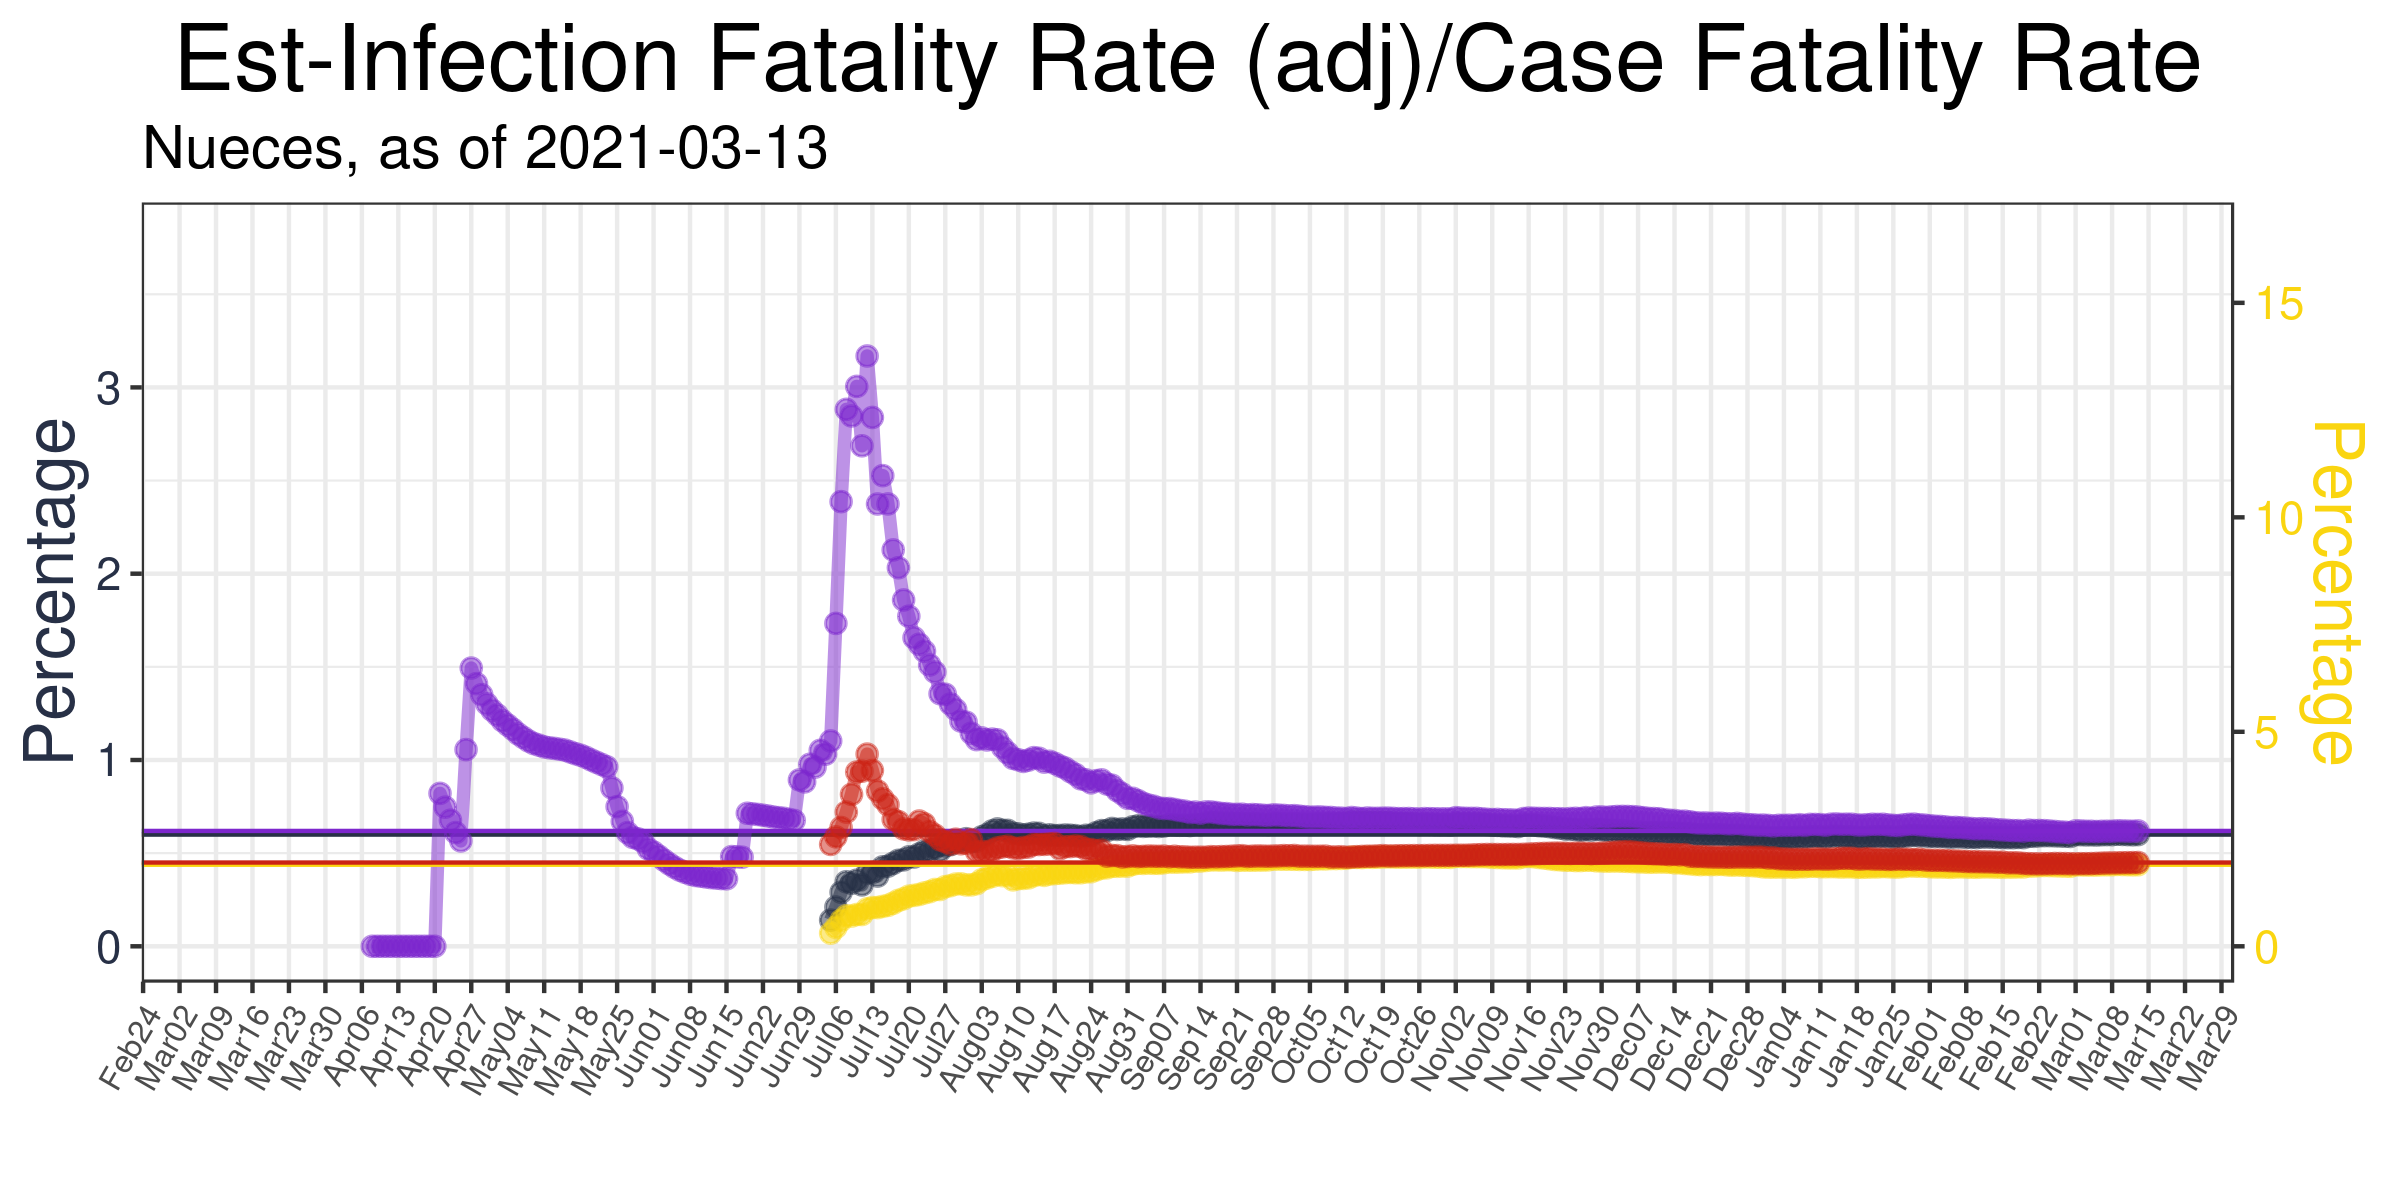 Est-Infection Fatality Rate (adj)/Case Fatality Rate
Nueces, as of 2021-03-13
Percentage
3
2
1
0
15
10
5
0
Percentage
Feb24
Mar02
Mar09
Mar16
Mar23
Mar30
Apr06
Apr13
Apr20
Apr27
May04
May11
May18
May25
Jun01
Jun08
Jun15
Jun22
Jun29
Jul06
Jul13
Jul20
Jul27
Aug03
Aug10
Aug17
Aug24
Aug31
Sep07
Sep14
Sep21
Sep28
Oct05
Oct12
Oct19
Oct26
Nov02
Nov09
Nov16
Nov23
Nov30
Dec07
Dec14
Dec21
Dec28
Jan04
Jan11
Jan18
Jan25
Feb01
Feb08
Feb15
Feb22
Mar01
Mar08
Mar15
Mar22
Mar29